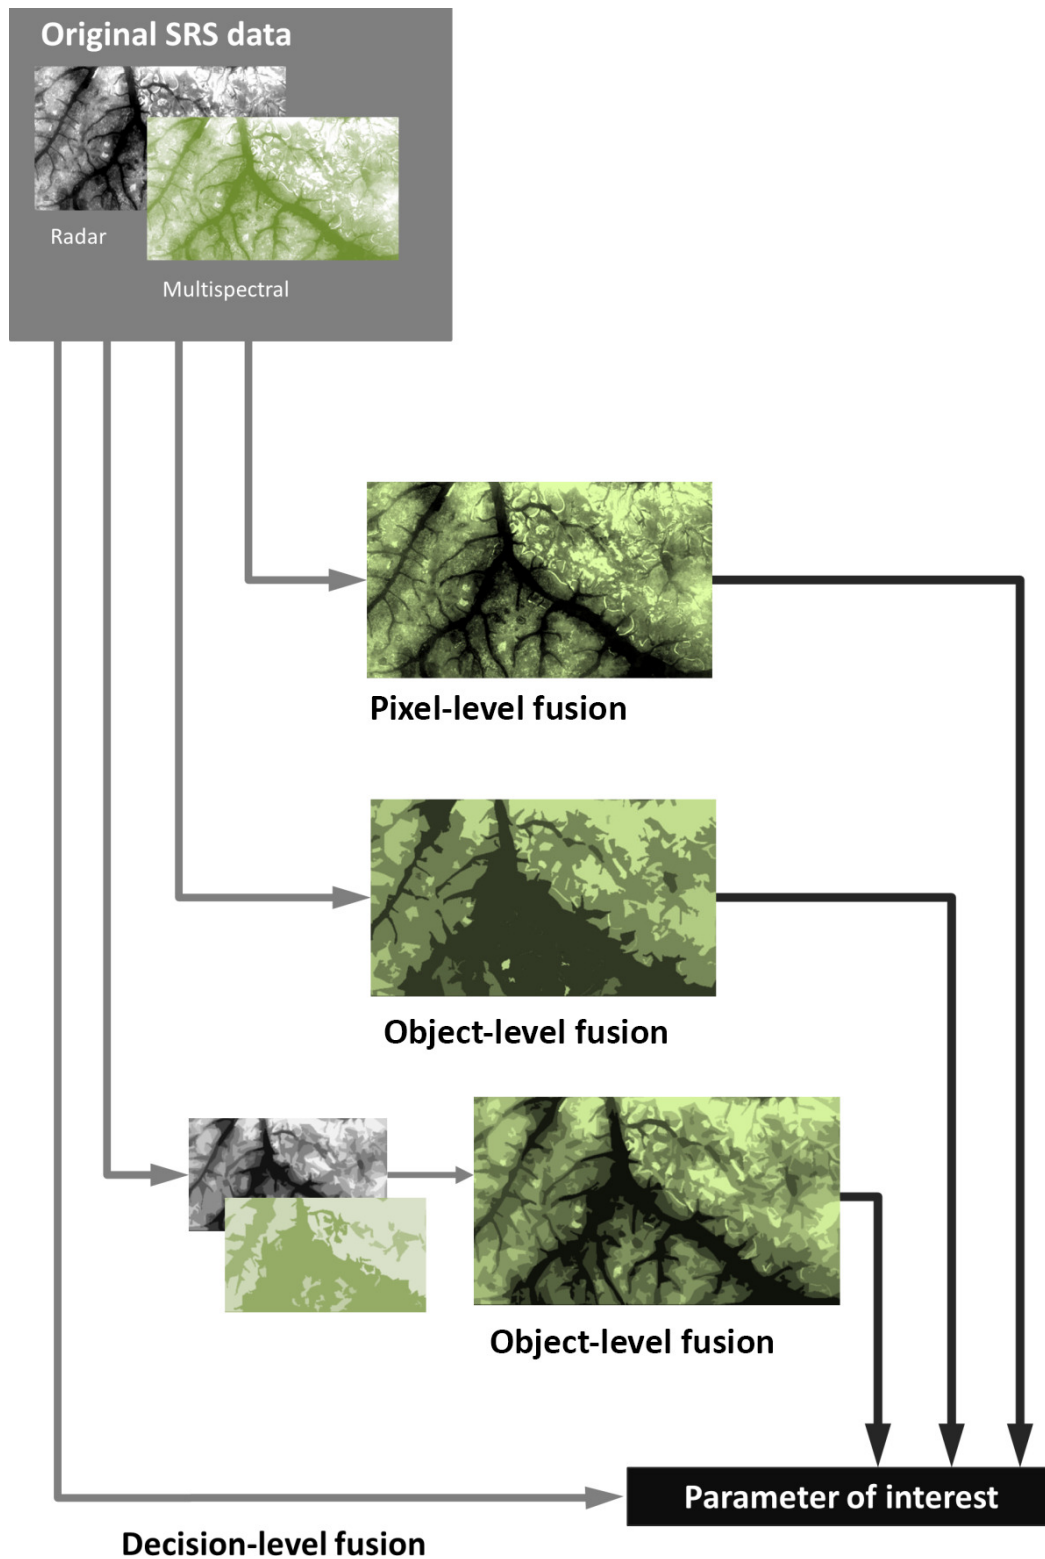 Original SRS data
Radar
Multispectral
Pixel-level fusion
Object-level fusion
Object-level fusion
Parameter of interest
Decision-level fusion